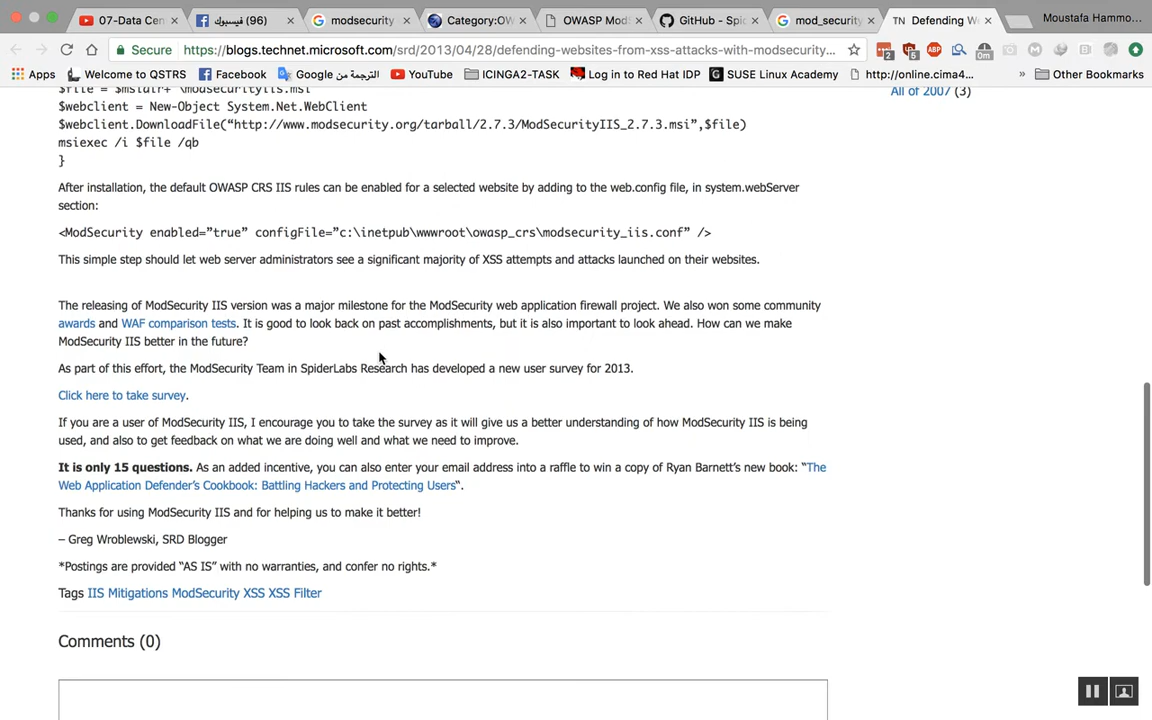 07-Data Cen
(96) فيسبوك
modsecurity
Category:OW
OWASP Mod
GitHub - Spid
mod_security
TN Defending W
Moustafa Hammo...
Secure https://blogs.technet.microsoft.com/srd/2013/04/28/defending-websites-from-xss-attacks-with-modsecurity...
2 5 ABP 0m
Apps Welcome to QSTRS Facebook Google الترجمة من YouTube ICINGA2-TASK Log in to Red Hat IDP SUSE Linux Academy http://online.cima4... » Other Bookmarks
$file = $msidir+"\modsecurityiis.msi"
All of 2007 (3)
$webclient = New-Object System.Net.WebClient
$webclient.DownloadFile(“http://www.modsecurity.org/tarball/2.7.3/ModSecurityIIS_2.7.3.msi”,$file)
msiexec /i $file /qb
}
After installation, the default OWASP CRS IIS rules can be enabled for a selected website by adding to the web.config file, in system.webServer
section:
<ModSecurity enabled=”true” configFile=”c:\inetpub\wwwroot\owasp_crs\modsecurity_iis.conf” />
This simple step should let web server administrators see a significant majority of XSS attempts and attacks launched on their websites.
The releasing of ModSecurity IIS version was a major milestone for the ModSecurity web application firewall project. We also won some community
awards and WAF comparison tests. It is good to look back on past accomplishments, but it is also important to look ahead. How can we make
ModSecurity IIS better in the future?
As part of this effort, the ModSecurity Team in SpiderLabs Research has developed a new user survey for 2013.
Click here to take survey.
If you are a user of ModSecurity IIS, I encourage you to take the survey as it will give us a better understanding of how ModSecurity IIS is being
used, and also to get feedback on what we are doing well and what we need to improve.
It is only 15 questions. As an added incentive, you can also enter your email address into a raffle to win a copy of Ryan Barnett’s new book: “The
Web Application Defender’s Cookbook: Battling Hackers and Protecting Users“.
Thanks for using ModSecurity IIS and for helping us to make it better!
– Greg Wroblewski, SRD Blogger
*Postings are provided “AS IS” with no warranties, and confer no rights.*
Tags IIS Mitigations ModSecurity XSS XSS Filter
Comments (0)